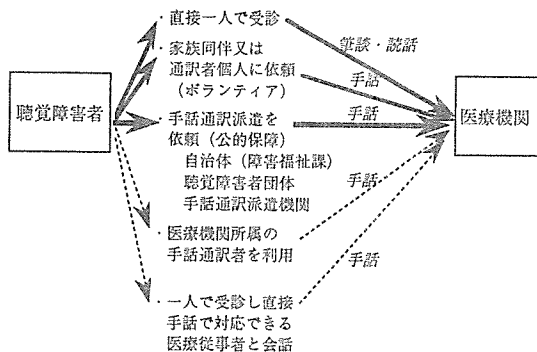 聴覚障害者
・直接一人で受診
・家族同伴又は
通訳者個人に依頼
（ボランティア）
・手話通訳派遣を
依頼（公的保障）
自治体（障害福祉課）
聴覚障害者団体
手話通訳派遣機関
・医療機関所属の
手話通訳者を利用
・一人で受診し直接
手話で対応できる
医療従事者と会話
筆談・読話
手話
手話
手話
手話
医療機関